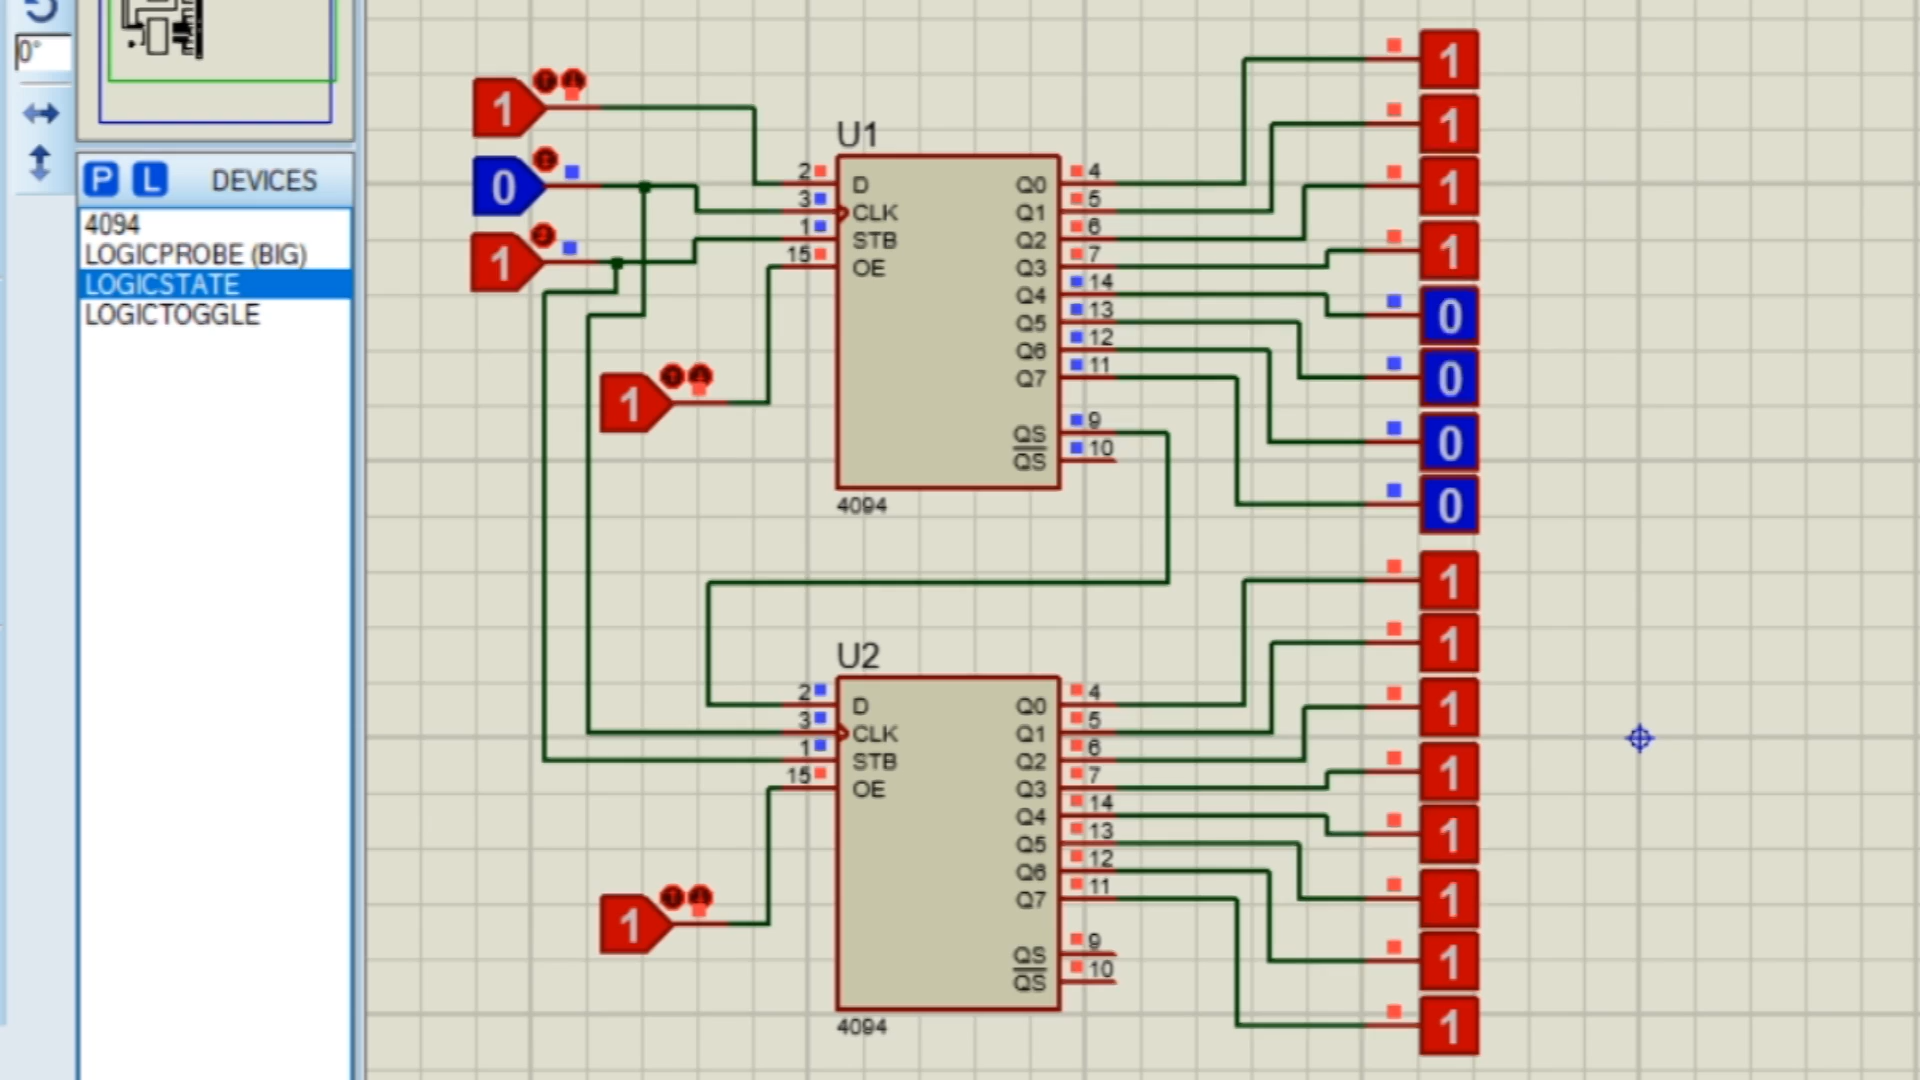 0°
P L DEVICES
4094
LOGICPROBE (BIG)
LOGICSTATE
LOGICTOGGLE
1
0
1
1
U1
2 D
3 CLK
1 STB
15 OE
Q0 4
Q1 5
Q2 6
Q3 7
Q4 14
Q5 13
Q6 12
Q7 11
QS 9
QS 10
4094
1
1
1
1
0
0
0
0
1
U2
2 D
3 CLK
1 STB
15 OE
Q0 4
Q1 5
Q2 6
Q3 7
Q4 14
Q5 13
Q6 12
Q7 11
QS 9
QS 10
4094
1
1
1
1
1
1
1
1